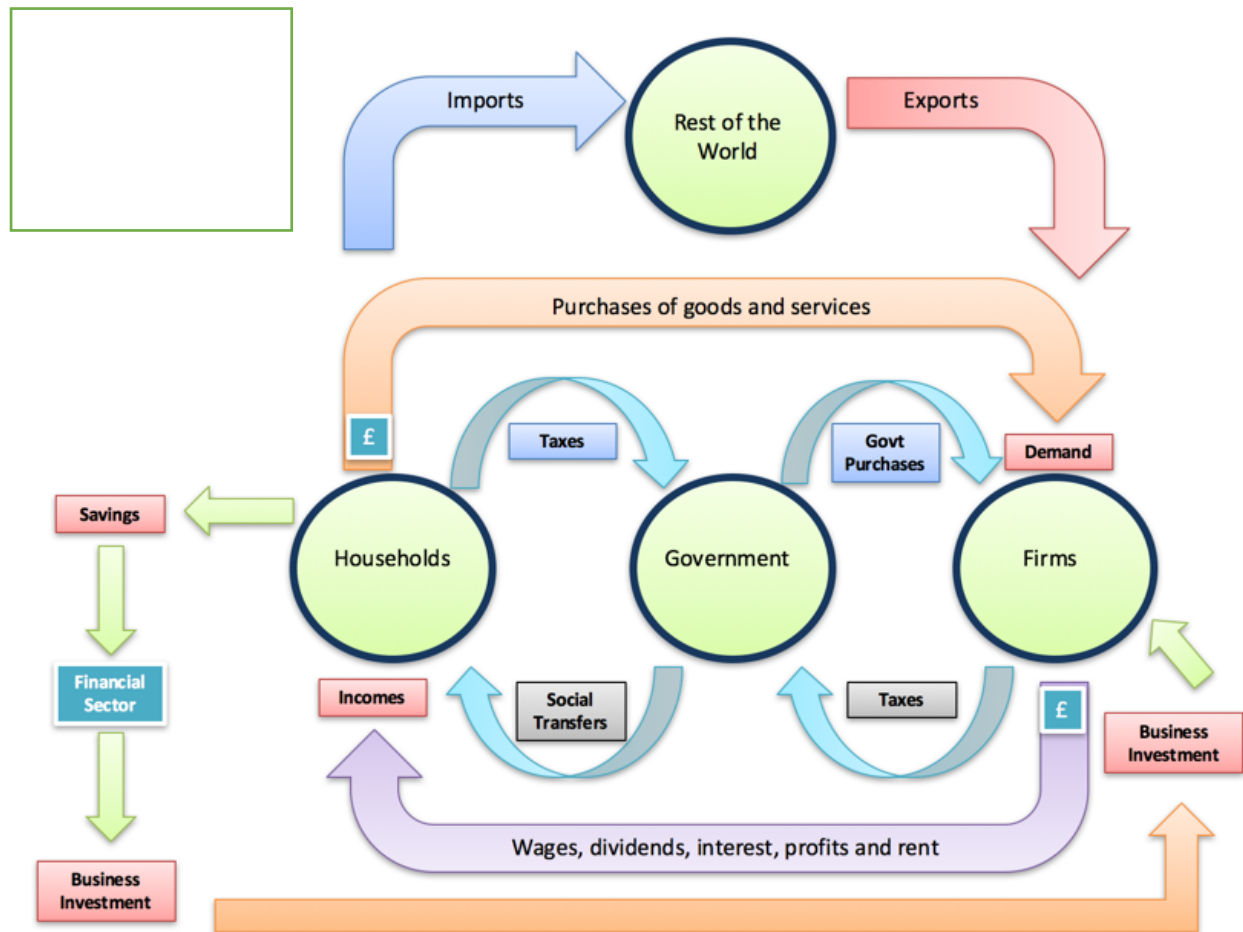 Imports
Rest of the
World
Exports
Purchases of goods and services
£
Taxes
Govt
Purchases
Demand
Savings
Households
Government
Firms
Financial
Sector
Incomes
Social
Transfers
Taxes
£
Business
Investment
Wages, dividends, interest, profits and rent
Business
Investment